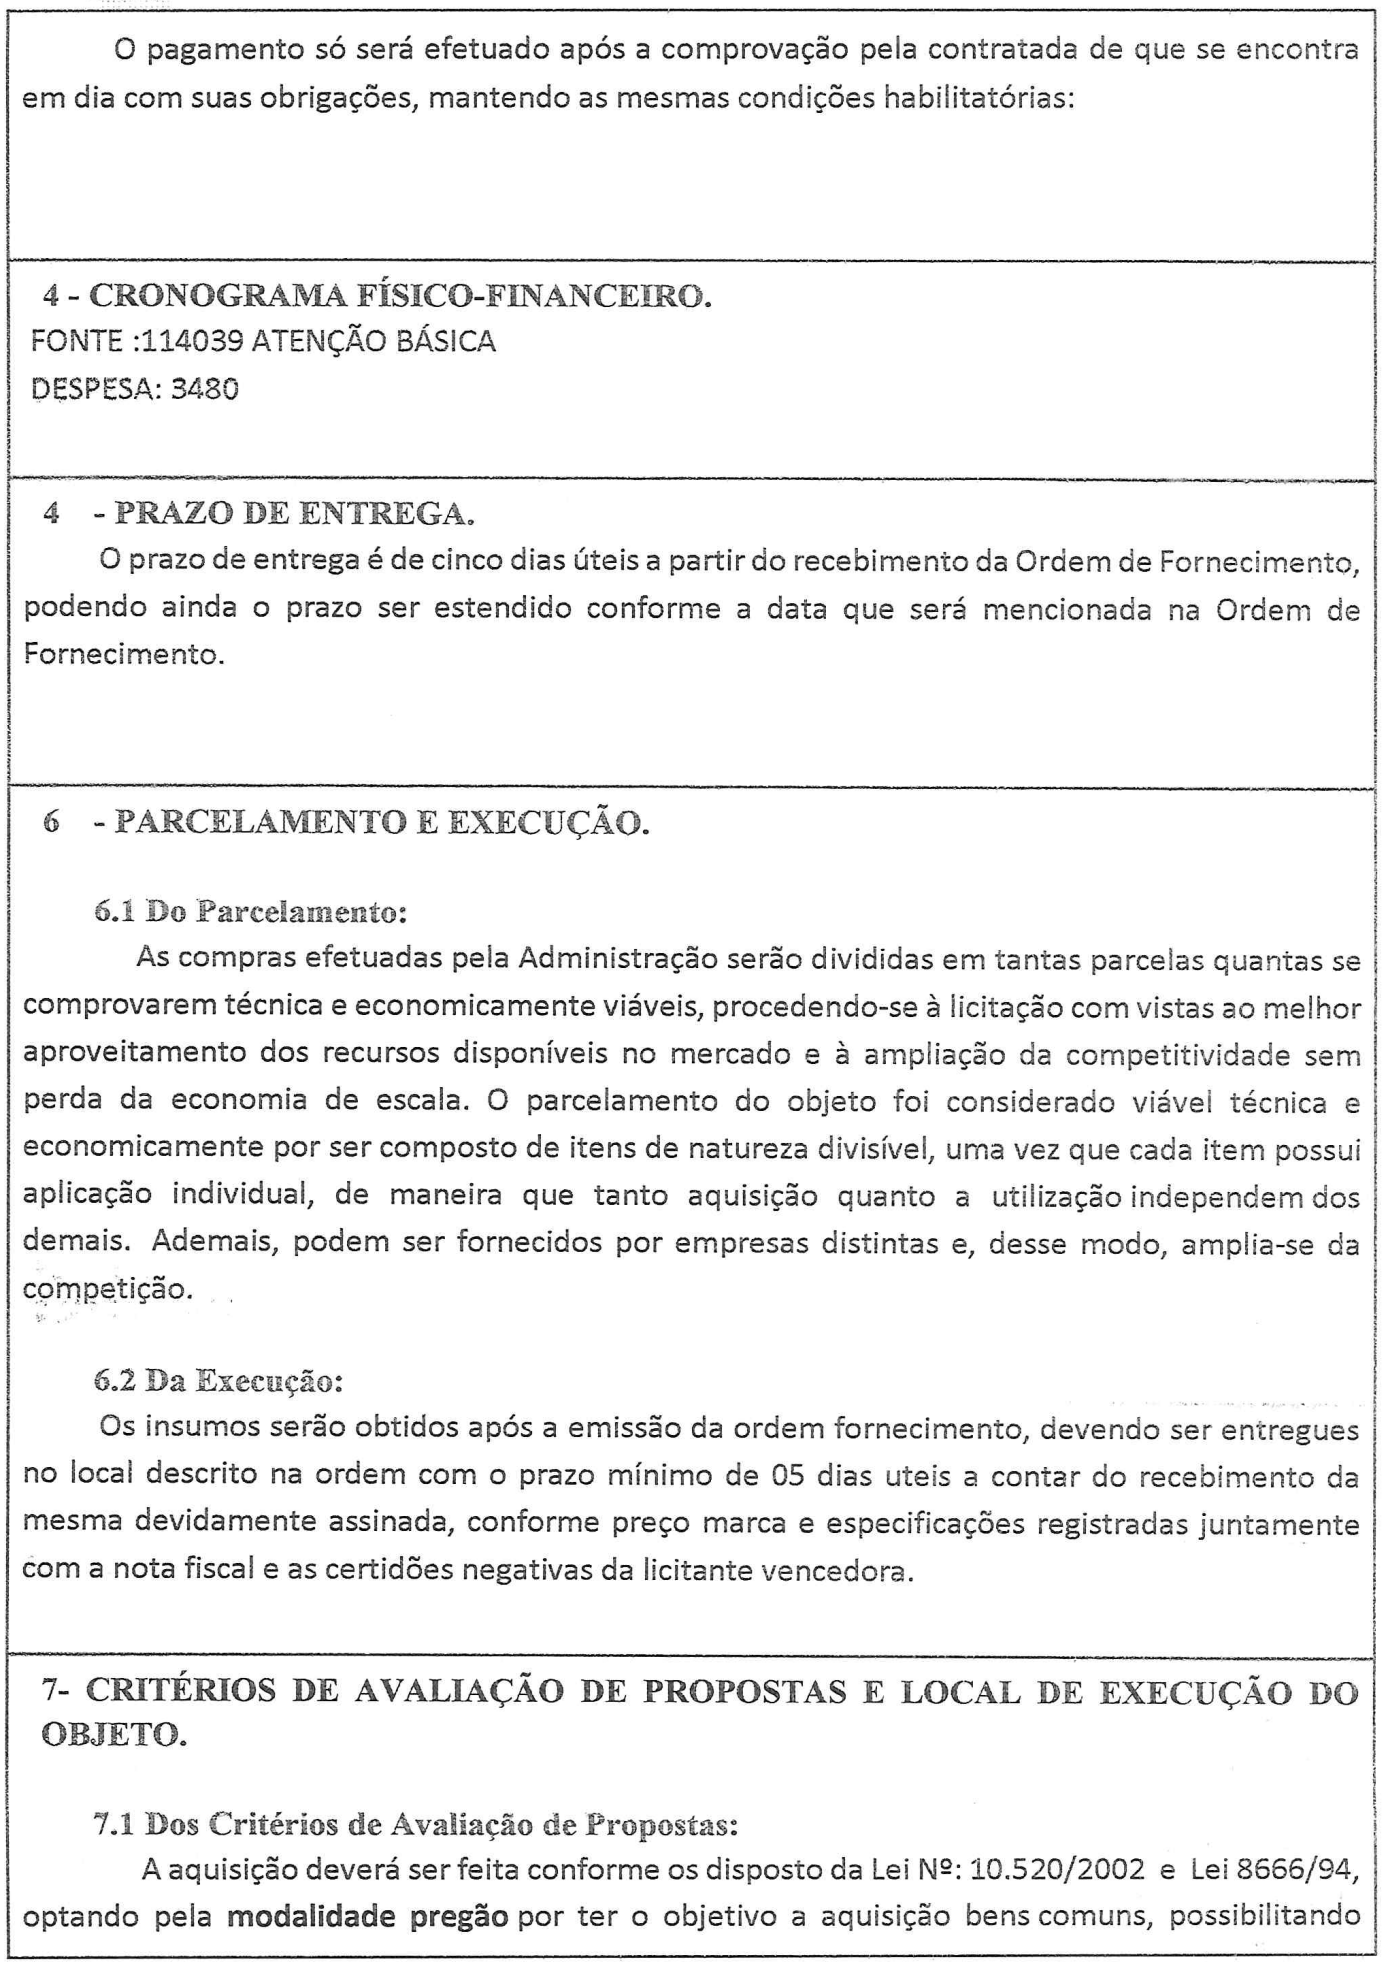 O pagamento só será efetuado após a comprovação pela contratada de que se encontra
em dia com suas obrigações, mantendo as mesmas condições habilitatórias:
4 - CRONOGRAMA FÍSICO-FINANCEIRO.
FONTE :114039 ATENÇÃO BÁSICA
DESPESA: 3480
4 - PRAZO DE ENTREGA.
O prazo de entrega é de cinco dias úteis a partir do recebimento da Ordem de Fornecimento,
podendo ainda o prazo ser estendido conforme a data que será mencionada na Ordem de
Fornecimento.
6 - PARCELAMENTO E EXECUÇÃO.
6.1 Do Parcelamento:
As compras efetuadas pela Administração serão divididas em tantas parcelas quantas se
comprovarem técnica e economicamente viáveis, procedendo-se à licitação com vistas ao melhor
aproveitamento dos recursos disponíveis no mercado e à ampliação da competitividade sem
perda da economia de escala. O parcelamento do objeto foi considerado viável técnica e
economicamente por ser composto de itens de natureza divisível, uma vez que cada item possui
aplicação individual, de maneira que tanto aquisição quanto a utilização independem dos
demais. Ademais, podem ser fornecidos por empresas distintas e, desse modo, amplia-se da
competição.
6.2 Da Execução:
Os insumos serão obtidos após a emissão da ordem fornecimento, devendo ser entregues
no local descrito na ordem com o prazo mínimo de 05 dias uteis a contar do recebimento da
mesma devidamente assinada, conforme preço marca e especificações registradas juntamente
com a nota fiscal e as certidões negativas da licitante vencedora.
7- CRITÉRIOS DE AVALIAÇÃO DE PROPOSTAS E LOCAL DE EXECUÇÃO DO
OBJETO.
7.1 Dos Critérios de Avaliação de Propostas:
A aquisição deverá ser feita conforme os disposto da Lei Nº: 10.520/2002 e Lei 8666/94,
optando pela modalidade pregão por ter o objetivo a aquisição bens comuns, possibilitando